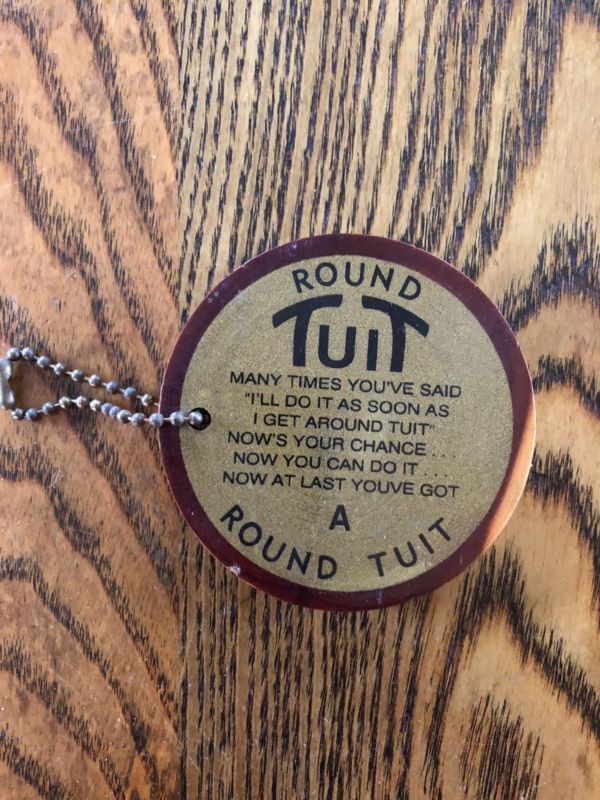 ROUND
TUIT
MANY TIMES YOU'VE SAID
"I'LL DO IT AS SOON AS
I GET AROUND TUIT"
NOW'S YOUR CHANCE....
NOW YOU CAN DO IT....
NOW AT LAST YOUVE GOT
A
ROUND TUIT